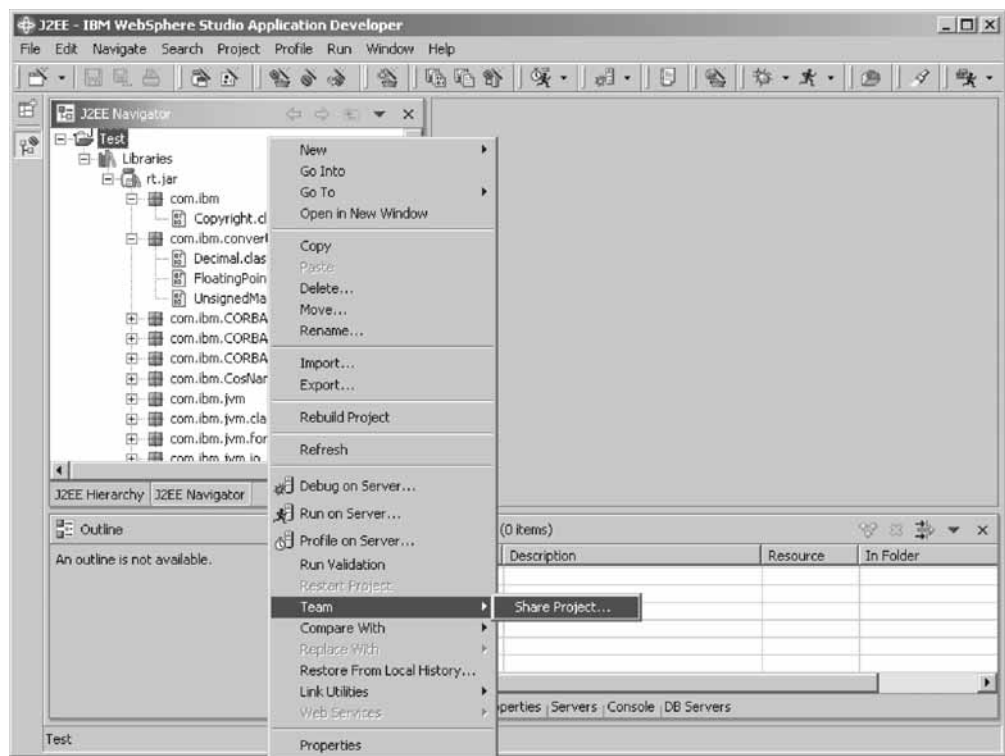 J2EE - IBM WebSphere Studio Application Developer
File Edit Navigate Search Project Profile Run Window Help
J2EE Navigator
Test
Libraries
rt.jar
com.ibm
Copyright.cl
com.ibm.convert
Decimal.clas
FloatingPoin
UnsignedMa
com.ibm.CORBA
com.ibm.CORBA
com.ibm.CORBA
com.ibm.CosNar
com.ibm.jvm
com.ibm.jvm.cla
com.ibm.jvm.for
com.ibm.jvm.io
J2EE Hierarchy J2EE Navigator
New
Go Into
Go To
Open in New Window
Copy
Paste
Delete...
Move...
Rename...
Import...
Export...
Rebuild Project
Refresh
Debug on Server...
Run on Server...
Profile on Server...
Run Validation
Restart Project
Team
Share Project...
Compare With
Replace With
Restore From Local History...
Link Utilities
Web Services
Properties
Outline
An outline is not available.
(0 items)
Description Resource In Folder
perties Servers Console DB Servers
Test